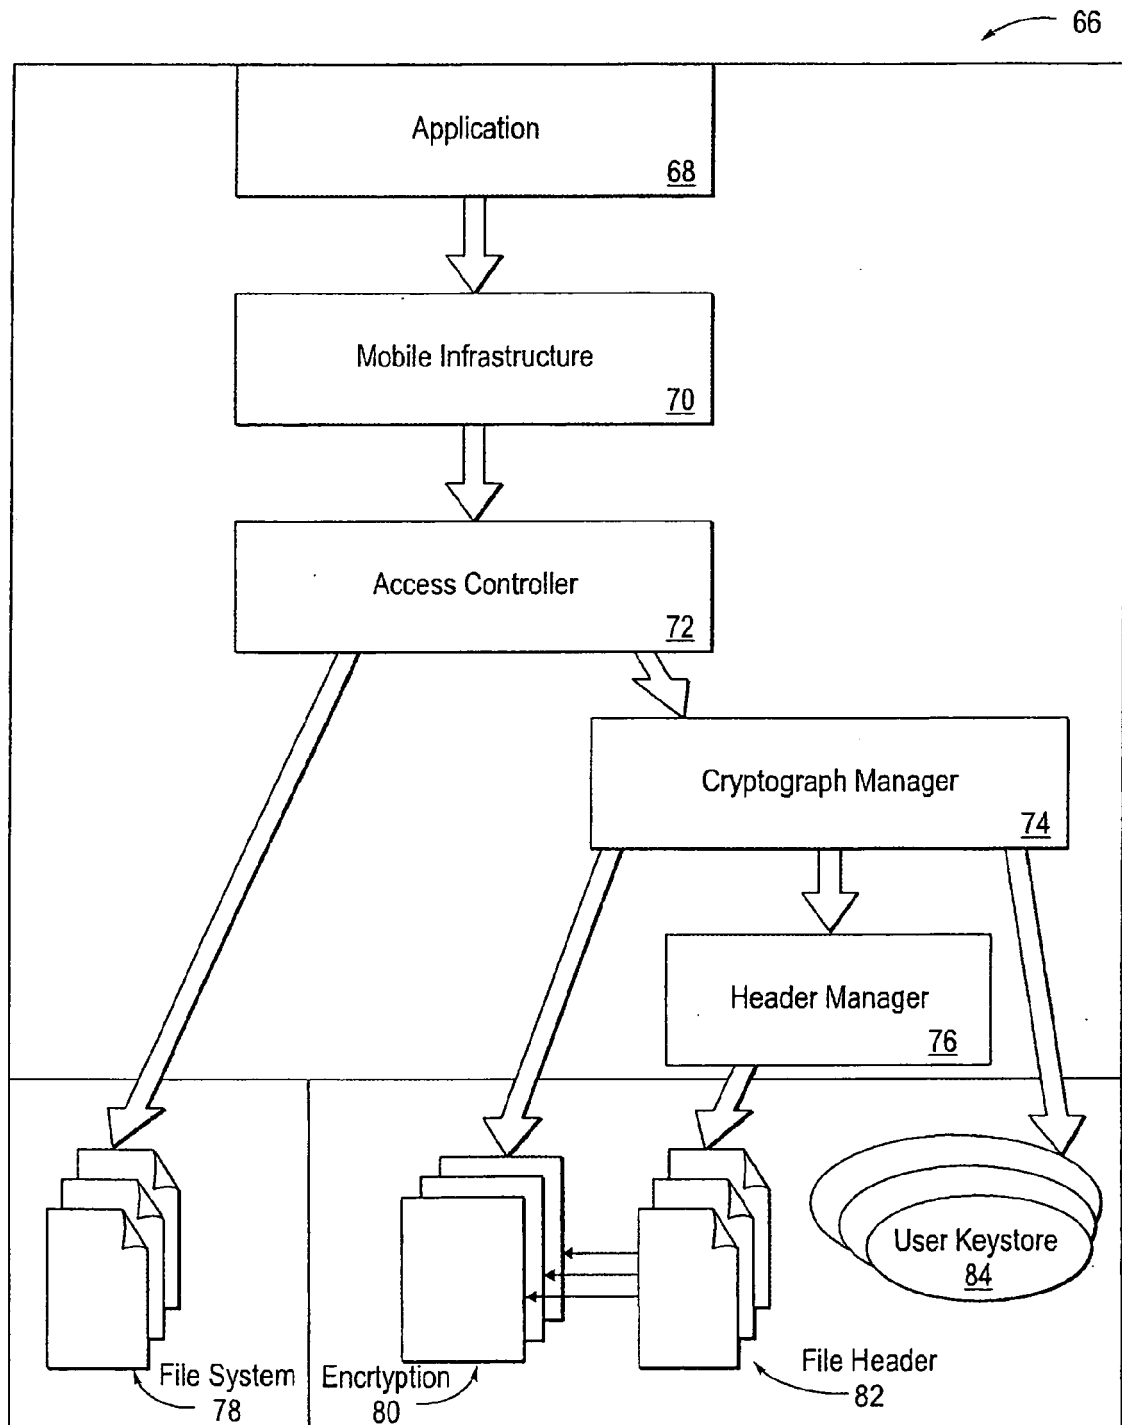 66
Application
68
Mobile Infrastructure
70
Access Controller
72
Cryptograph Manager
74
Header Manager
76
User Keystore
84
File System
78
Encrtyption
80
File Header
82